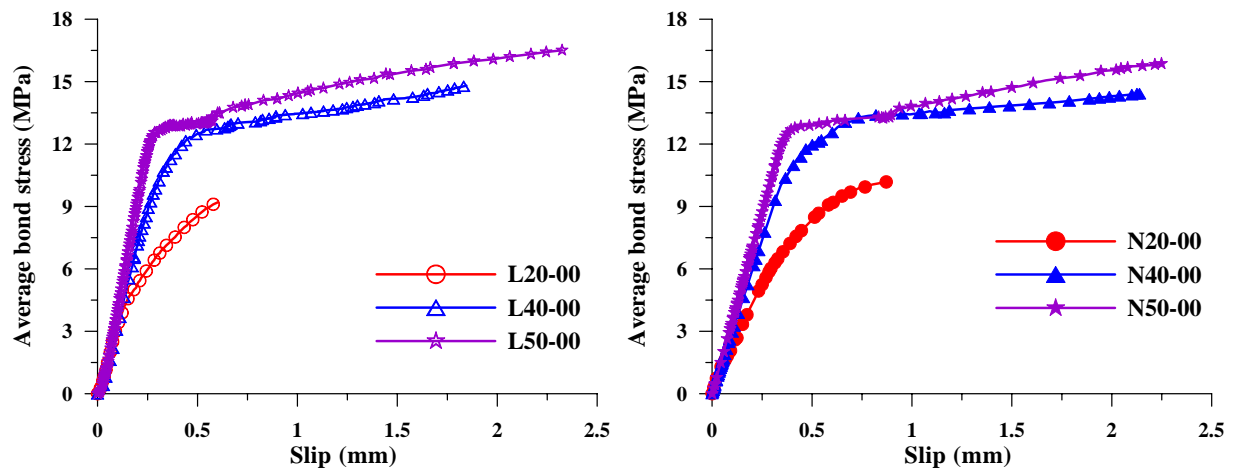 18
15
12
9
6
3
0
Average bond stress (MPa)
L20-00
L40-00
L50-00
0 0.5 1 1.5 2 2.5
Slip (mm)
18
15
12
9
6
3
0
Average bond stress (MPa)
N20-00
N40-00
N50-00
0 0.5 1 1.5 2 2.5
Slip (mm)